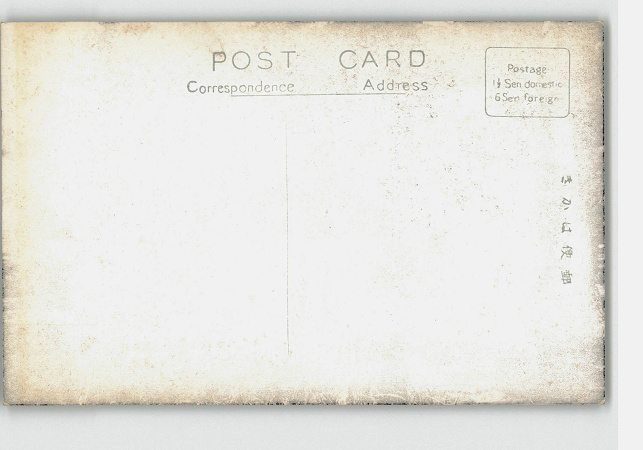 POST CARD
Correspondence Address
Postage
1½ Sen domestic
6 Sen foreign
きかは便郵